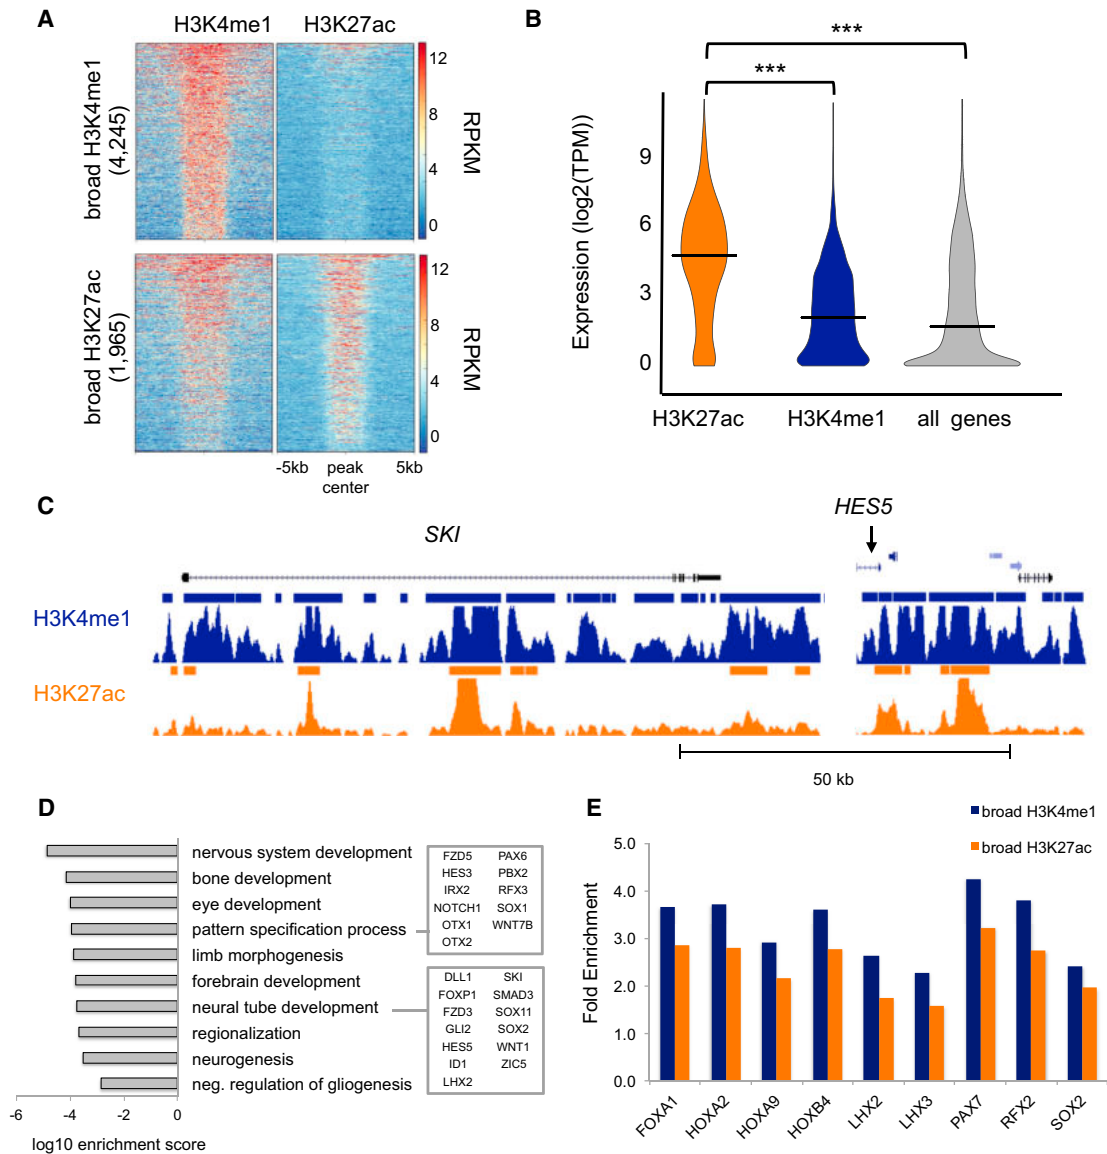 A
H3K4me1
H3K27ac
broad H3K4me1
(4,245)
12
8
4
0
RPKM
broad H3K27ac
(1,965)
12
8
4
0
RPKM
-5kb
peak
center
5kb
B
***
***
Expression (log2(TPM))
9
6
3
0
H3K27ac
H3K4me1
all genes
C
SKI
HES5
H3K4me1
H3K27ac
50 kb
D
nervous system development
bone development
eye development
pattern specification process
limb morphogenesis
forebrain development
neural tube development
regionalization
neurogenesis
neg. regulation of gliogenesis
-6
-4
-2
0
log10 enrichment score
FZD5 PAX6
HES3 PBX2
IRX2 RFX3
NOTCH1 SOX1
OTX1 WNT7B
OTX2
DLL1 SKI
FOXP1 SMAD3
FZD3 SOX11
GLI2 SOX2
HES5 WNT1
ID1 ZIC5
LHX2
E
broad H3K4me1
broad H3K27ac
Fold Enrichment
5.0
4.0
3.0
2.0
1.0
0.0
FOXA1
HOXA2
HOXA9
HOXB4
LHX2
LHX3
PAX7
RFX2
SOX2